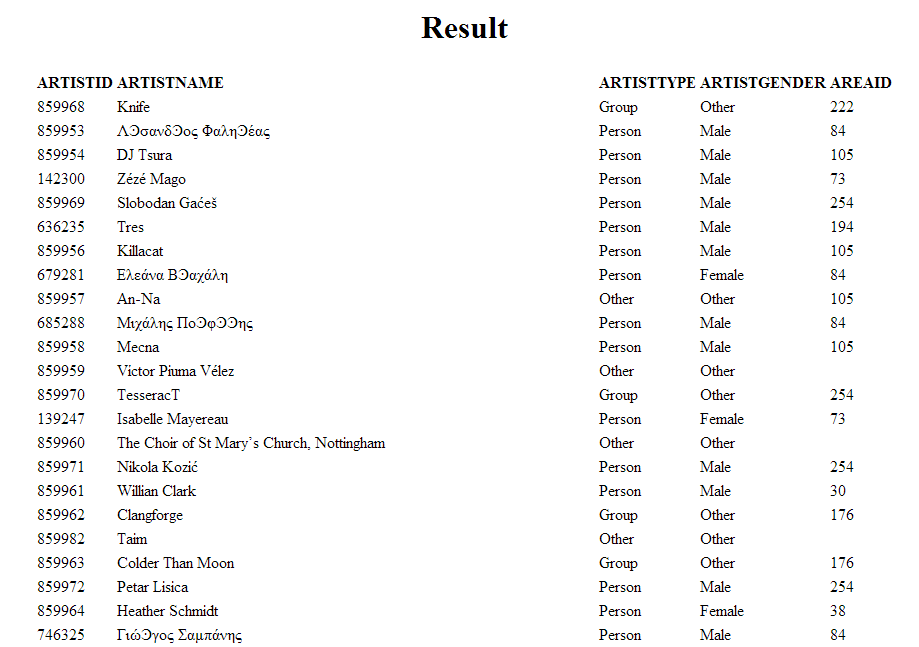 Result
ARTISTID ARTISTNAME ARTISTTYPE ARTISTGENDER AREAID
859968 Knife Group Other 222
859953 ΛϿσανδϿος ΦαληϿέας Person Male 84
859954 DJ Tsura Person Male 105
142300 Zézé Mago Person Male 73
859969 Slobodan Gaćeš Person Male 254
636235 Tres Person Male 194
859956 Killacat Person Male 105
679281 Ελεάνα ΒϿαχάλη Person Female 84
859957 An-Na Other Other 105
685288 Μιχάλης ΠοϿφϿϿης Person Male 84
859958 Mecna Person Male 105
859959 Víctor Piuma Vélez Other Other
859970 TesseracT Group Other 254
139247 Isabelle Mayereau Person Female 73
859960 The Choir of St Mary’s Church, Nottingham Other Other
859971 Nikola Kozić Person Male 254
859961 Willian Clark Person Male 30
859962 Clangforge Group Other 176
859982 Taim Other Other
859963 Colder Than Moon Group Other 176
859972 Petar Lisica Person Male 254
859964 Heather Schmidt Person Female 38
746325 ΓιώϿγος Σαμπάνης Person Male 84